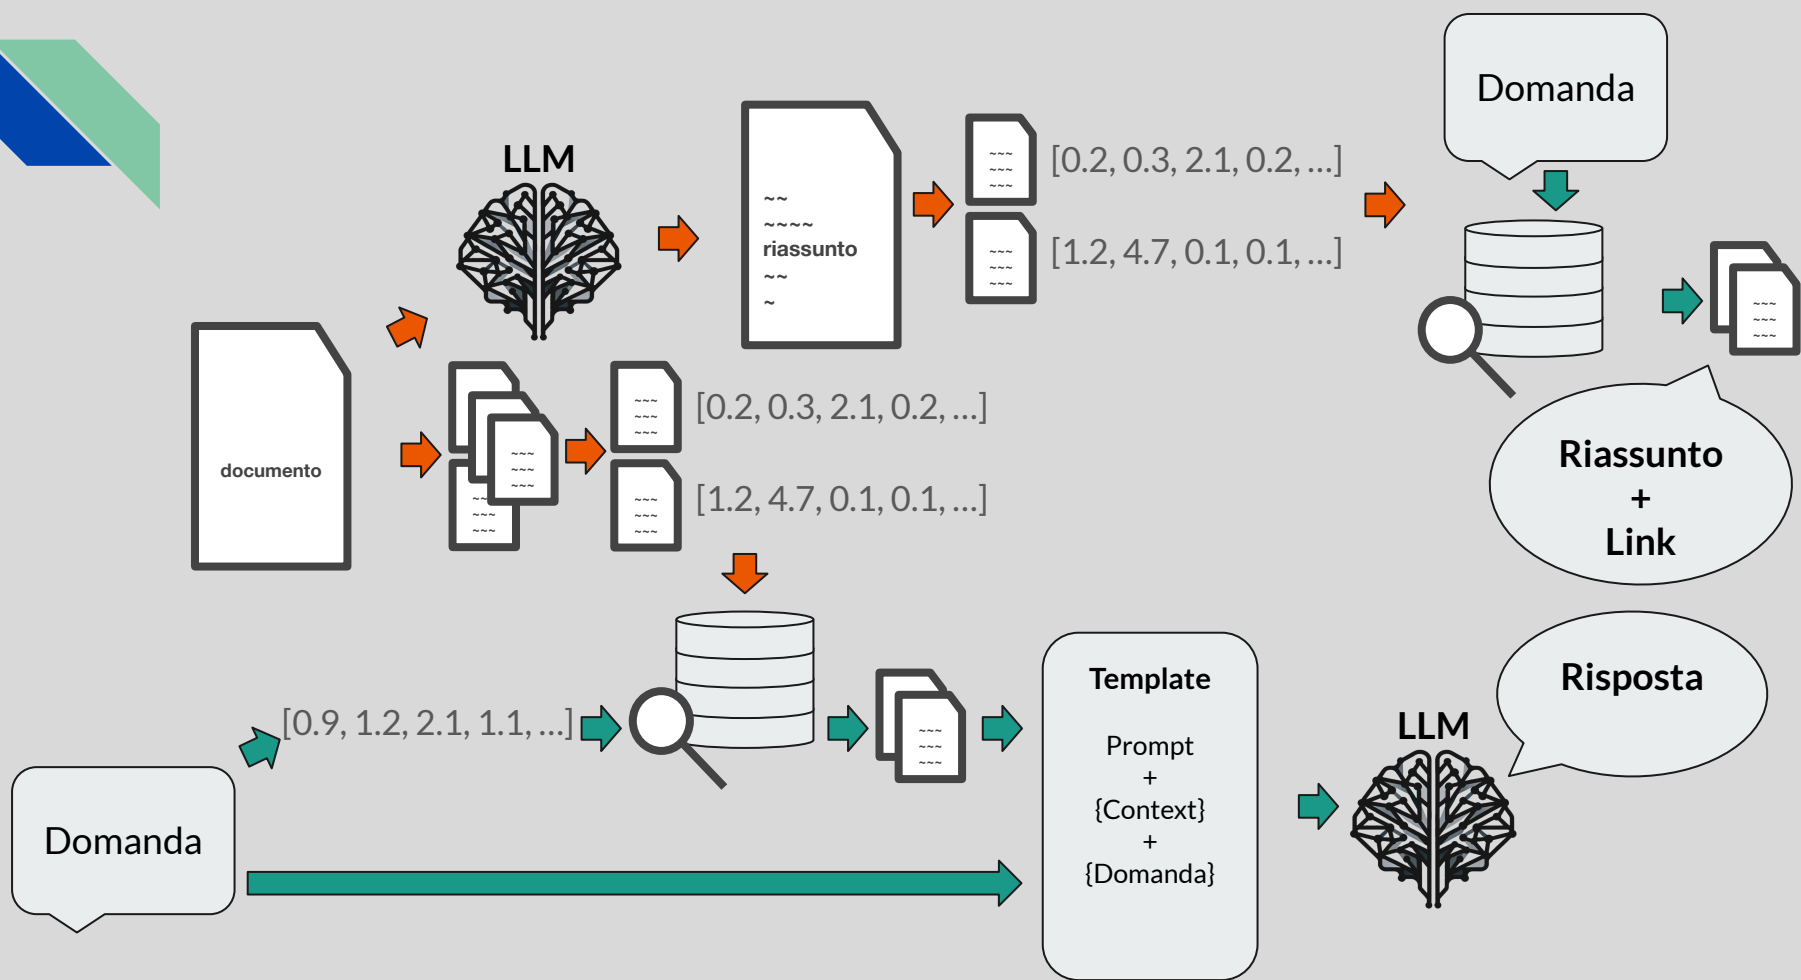 Domanda
LLM
[0.2, 0.3, 2.1, 0.2, ...]
~~
~~~~
riassunto
~~
~
~~~
~~~
~~~
[1.2, 4.7, 0.1, 0.1, ...]
~~~
~~~
~~~
~~~
~~~
~~~
documento
~~~
~~~
~~~
[0.2, 0.3, 2.1, 0.2, ...]
~~~
~~~
~~~
~~
~~~
~~~
[1.2, 4.7, 0.1, 0.1, ...]
~~~
~~~
~~~
Riassunto
+
Link
[0.9, 1.2, 2.1, 1.1, ...]
~~~
~~~
~~~
Domanda
Template
Prompt
+
{Context}
+
{Domanda}
LLM
Risposta